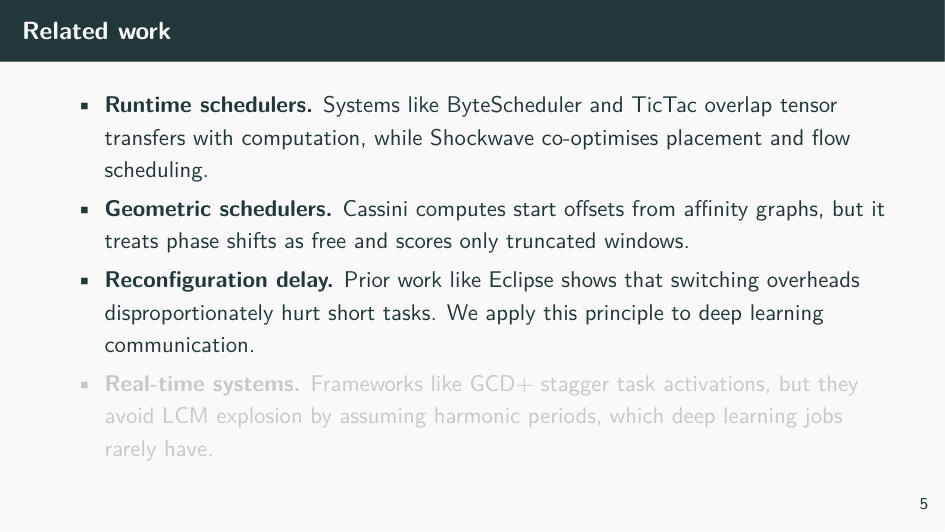 Related work
▪ Runtime schedulers. Systems like ByteScheduler and TicTac overlap tensor
transfers with computation, while Shockwave co-optimises placement and flow
scheduling.
▪ Geometric schedulers. Cassini computes start offsets from affinity graphs, but it
treats phase shifts as free and scores only truncated windows.
▪ Reconfiguration delay. Prior work like Eclipse shows that switching overheads
disproportionately hurt short tasks. We apply this principle to deep learning
communication.
▪ Real-time systems. Frameworks like GCD+ stagger task activations, but they
avoid LCM explosion by assuming harmonic periods, which deep learning jobs
rarely have.
5